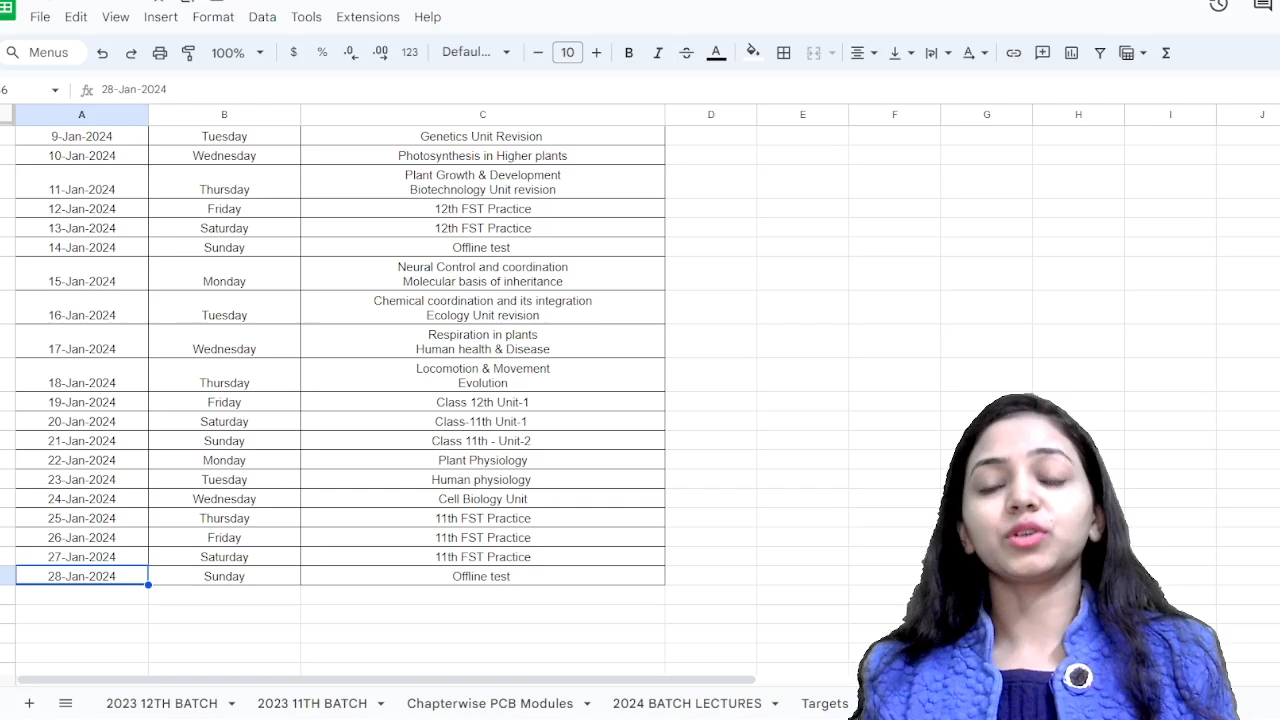 File Edit View Insert Format Data Tools Extensions Help
Menus 100% $ % .0 .00 123 Defaul... 10 B I A Σ
28-Jan-2024
A B C D E F G H I J
9-Jan-2024 Tuesday Genetics Unit Revision
10-Jan-2024 Wednesday Photosynthesis in Higher plants
Plant Growth & Development
11-Jan-2024 Thursday Biotechnology Unit revision
12-Jan-2024 Friday 12th FST Practice
13-Jan-2024 Saturday 12th FST Practice
14-Jan-2024 Sunday Offline test
Neural Control and coordination
15-Jan-2024 Monday Molecular basis of inheritance
Chemical coordination and its integration
16-Jan-2024 Tuesday Ecology Unit revision
Respiration in plants
17-Jan-2024 Wednesday Human health & Disease
Locomotion & Movement
18-Jan-2024 Thursday Evolution
19-Jan-2024 Friday Class 12th Unit-1
20-Jan-2024 Saturday Class-11th Unit-1
21-Jan-2024 Sunday Class 11th - Unit-2
22-Jan-2024 Monday Plant Physiology
23-Jan-2024 Tuesday Human physiology
24-Jan-2024 Wednesday Cell Biology Unit
25-Jan-2024 Thursday 11th FST Practice
26-Jan-2024 Friday 11th FST Practice
27-Jan-2024 Saturday 11th FST Practice
28-Jan-2024 Sunday Offline test
2023 12TH BATCH 2023 11TH BATCH Chapterwise PCB Modules 2024 BATCH LECTURES Targets